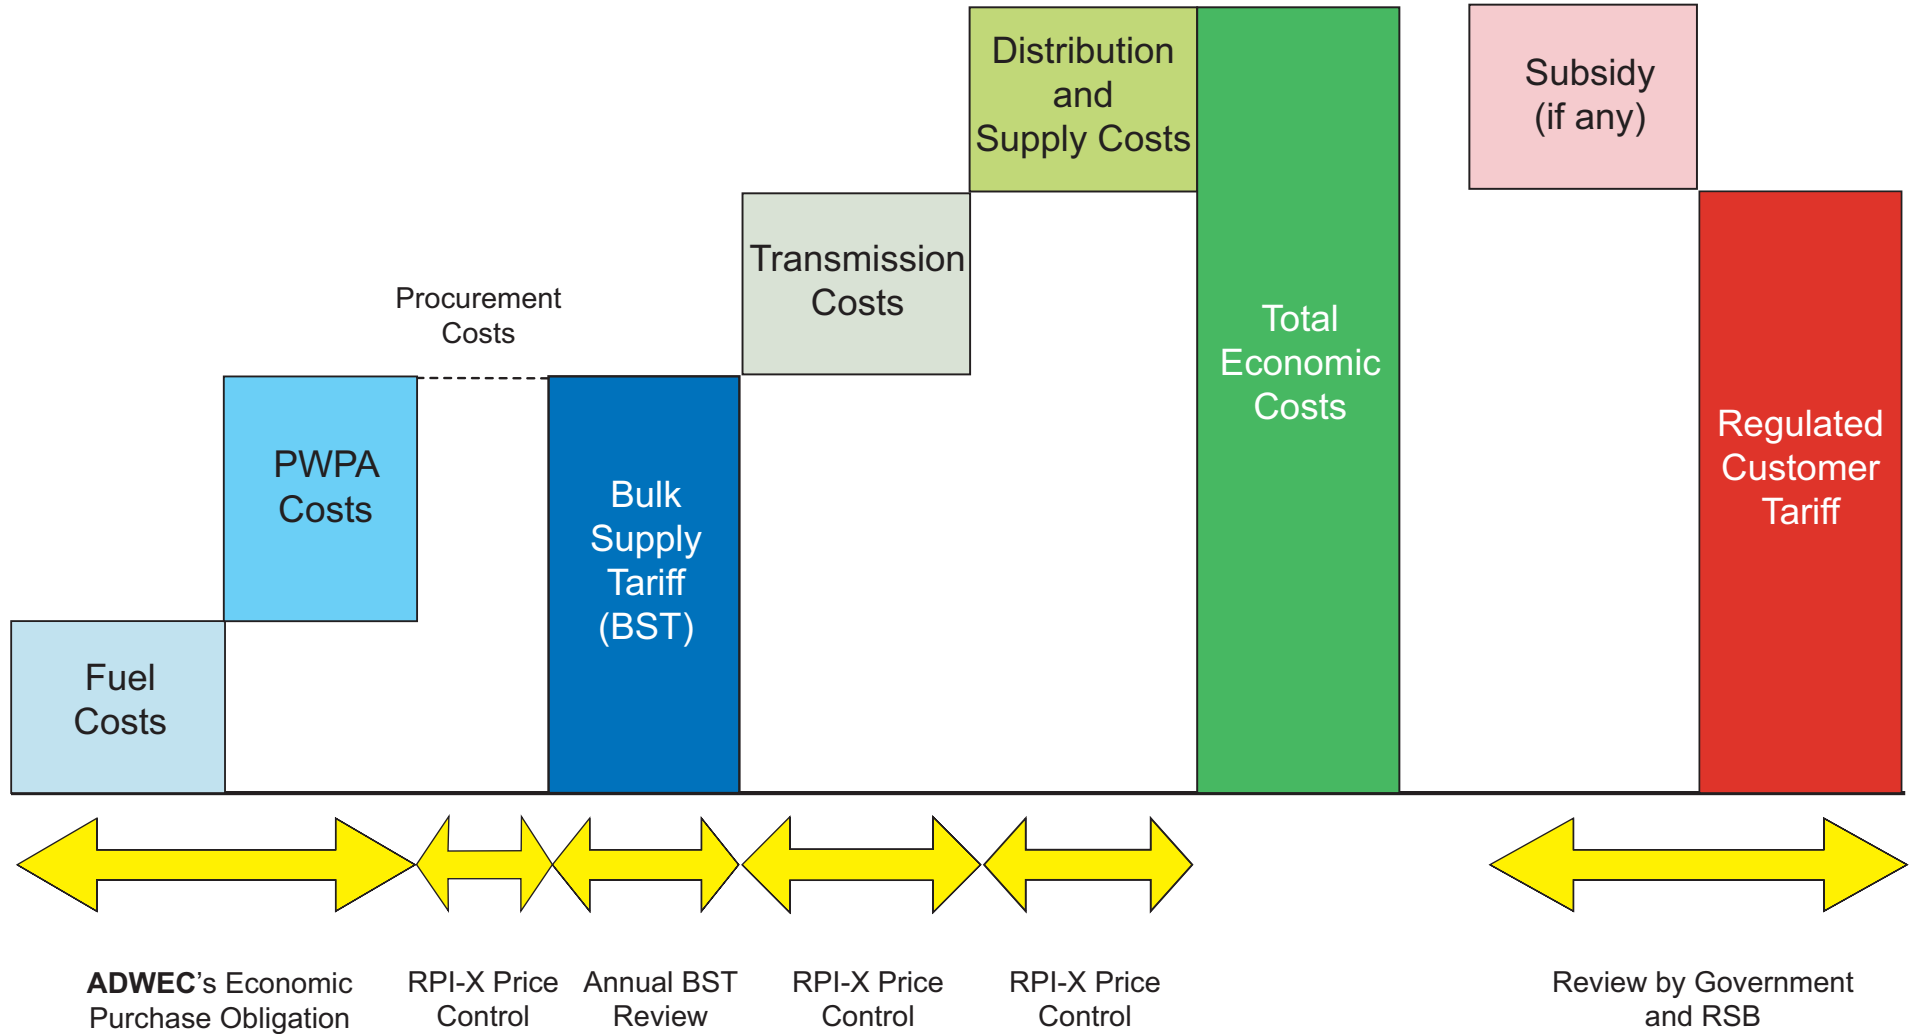 Distribution
and
Supply Costs
Subsidy
(if any)
Transmission
Costs
Procurement
Costs
Total
Economic
Costs
Regulated
Customer
Tariff
PWPA
Costs
Bulk
Supply
Tariff
(BST)
Fuel
Costs
ADWEC's Economic
Purchase Obligation
RPI-X Price
Control
Annual BST
Review
RPI-X Price
Control
RPI-X Price
Control
Review by Government
and RSB